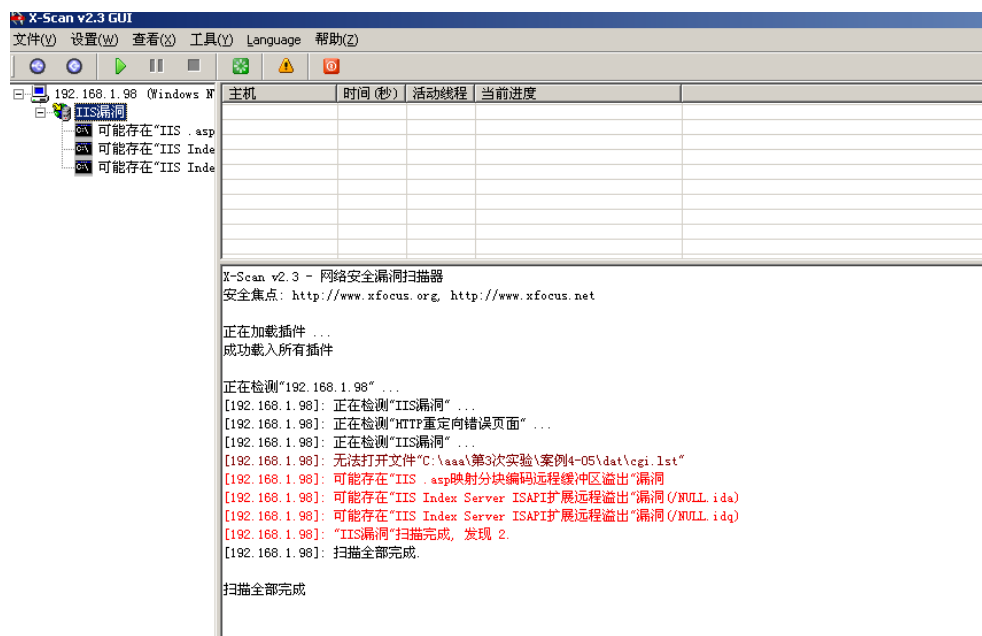 X-Scan v2.3 GUI
文件(V) 设置(W) 查看(X) 工具(Y) Language 帮助(Z)
192.168.1.98 (Windows N
IIS漏洞
可能存在"IIS .asp
可能存在"IIS Inde
可能存在"IIS Inde
主机 时间(秒) 活动线程 当前进度
X-Scan v2.3 - 网络安全漏洞扫描器
安全焦点: http://www.xfocus.org, http://www.xfocus.net
正在加载插件 ...
成功载入所有插件
正在检测"192.168.1.98" ...
[192.168.1.98]: 正在检测"IIS漏洞" ...
[192.168.1.98]: 正在检测"HTTP重定向错误页面" ...
[192.168.1.98]: 正在检测"IIS漏洞" ...
[192.168.1.98]: 无法打开文件"C:\aaa\第3次实验\案例4-05\dat\cgi.lst"
[192.168.1.98]: 可能存在"IIS .asp映射分块编码远程缓冲区溢出"漏洞
[192.168.1.98]: 可能存在"IIS Index Server ISAPI扩展远程溢出"漏洞(/NULL.ida)
[192.168.1.98]: 可能存在"IIS Index Server ISAPI扩展远程溢出"漏洞(/NULL.idq)
[192.168.1.98]: "IIS漏洞"扫描完成, 发现 2.
[192.168.1.98]: 扫描全部完成.
扫描全部完成